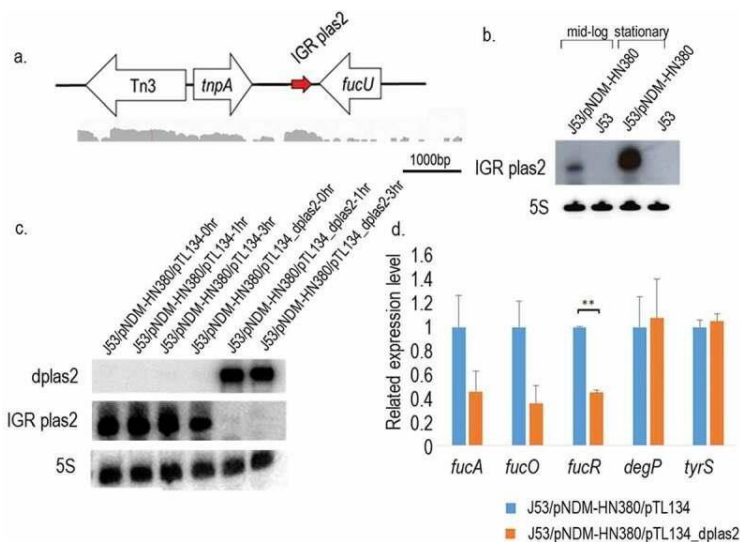 a.
IGR plas2
Tn3
tnpA
fucU
1000bp
b.
mid-log stationary
J53/pNDM-HN380
J53
J53/pNDM-HN380
J53
IGR plas2
5S
c.
J53/pNDM-HN380/pTL134-0hr
J53/pNDM-HN380/pTL134-1hr
J53/pNDM-HN380/pTL134-3hr
J53/pNDM-HN380/pTL134_dplas2-0hr
J53/pNDM-HN380/pTL134_dplas2-1hr
J53/pNDM-HN380/pTL134_dplas2-3hr
dplas2
IGR plas2
5S
d.
Related expression level
1.6
1.4
1.2
1
0.8
0.6
0.4
0.2
0
**
fucA fucO fucR degP tyrS
J53/pNDM-HN380/pTL134
J53/pNDM-HN380/pTL134_dplas2